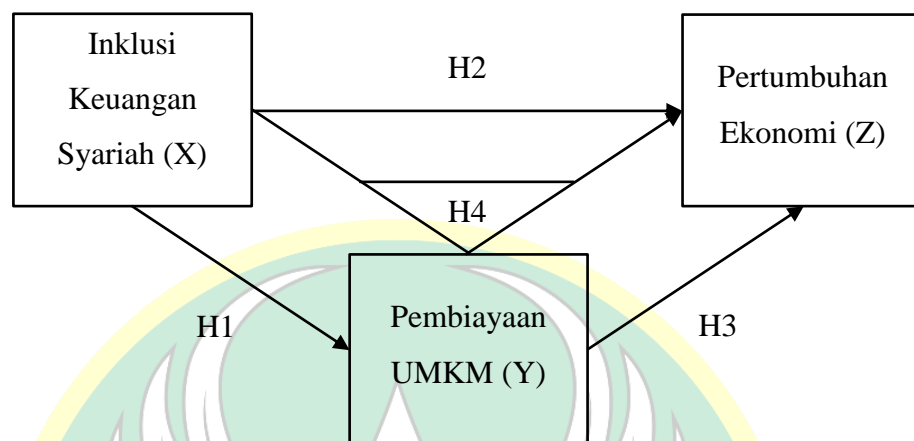 Inklusi
Keuangan
Syariah (X)
H2
Pertumbuhan
Ekonomi (Z)
H4
H1
Pembiayaan
UMKM (Y)
H3